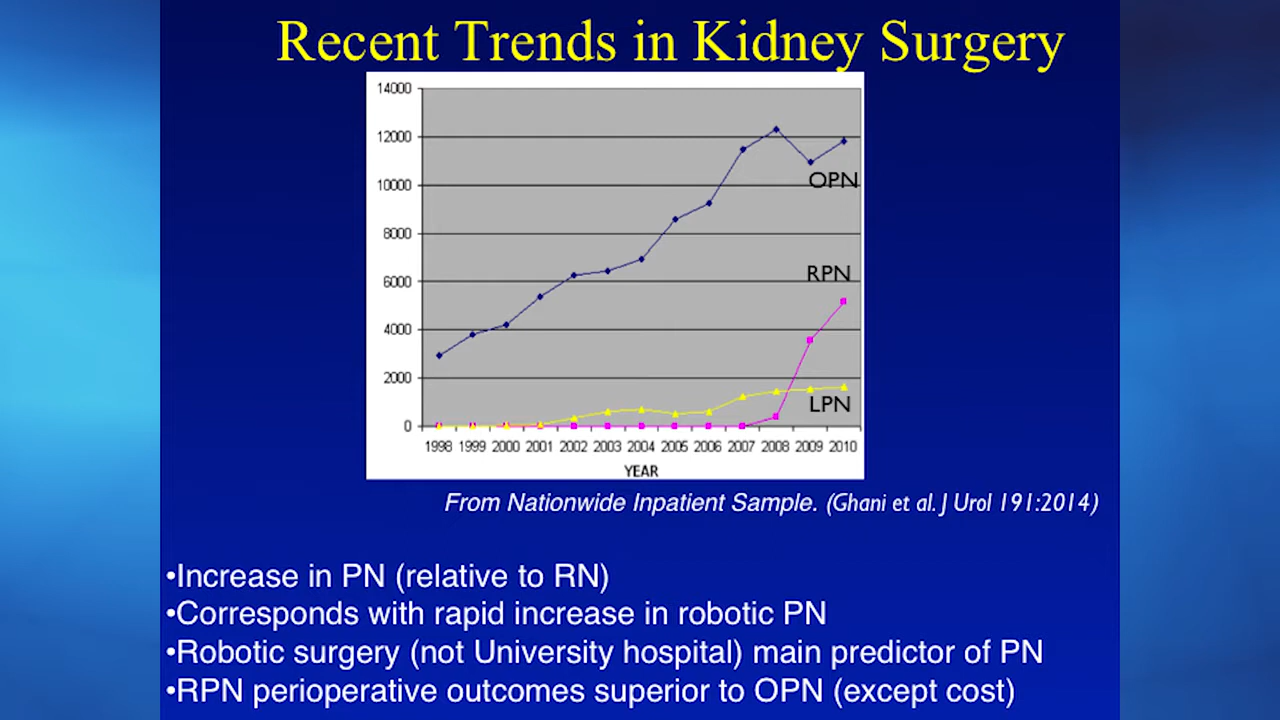 Recent Trends in Kidney Surgery
14000
12000
10000
8000
6000
4000
2000
0
OPN
RPN
LPN
1998 1999 2000 2001 2002 2003 2004 2005 2006 2007 2008 2009 2010
YEAR
From Nationwide Inpatient Sample. (Ghani et al. J Urol 191:2014)
•Increase in PN (relative to RN)
•Corresponds with rapid increase in robotic PN
•Robotic surgery (not University hospital) main predictor of PN
•RPN perioperative outcomes superior to OPN (except cost)